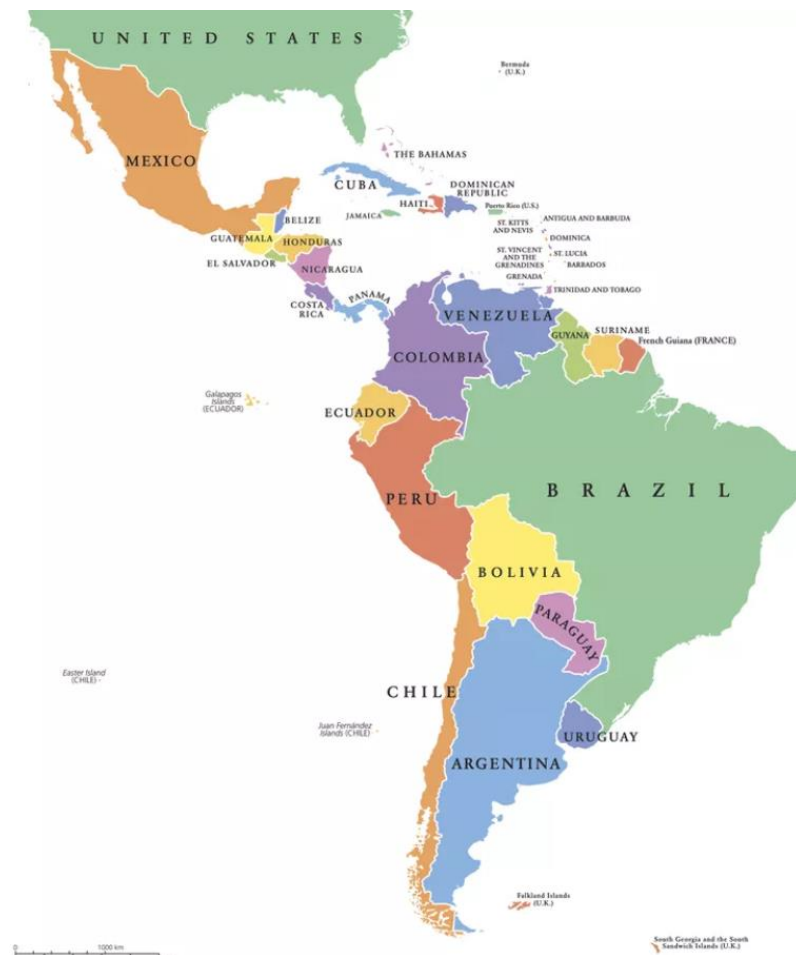 UNITED STATES
Bermuda
(U.K.)
MEXICO
THE BAHAMAS
CUBA
DOMINICAN
REPUBLIC
HAITI
JAMAICA
Puerto Rico (U.S.)
BELIZE
ST. KITTS
AND NEVIS
ANTIGUA AND BARBUDA
GUATEMALA
HONDURAS
DOMINICA
EL SALVADOR
NICARAGUA
ST. VINCENT
AND THE
GRENADINES
ST. LUCIA
BARBADOS
GRENADA
TRINIDAD AND TOBAGO
COSTA
RICA
PANAMA
VENEZUELA
GUYANA
SURINAME
French Guiana (FRANCE)
COLOMBIA
Galapagos
Islands
(ECUADOR)
ECUADOR
PERU
BRAZIL
BOLIVIA
PARAGUAY
Easter Island
(CHILE)
CHILE
Juan Fernández
Islands (CHILE)
URUGUAY
ARGENTINA
Falkland Islands
(U.K.)
South Georgia and the South
Sandwich Islands (U.K.)
0 1000 km